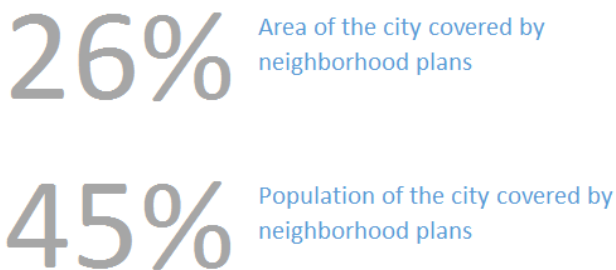 26%
Area of the city covered by
neighborhood plans
45%
Population of the city covered by
neighborhood plans